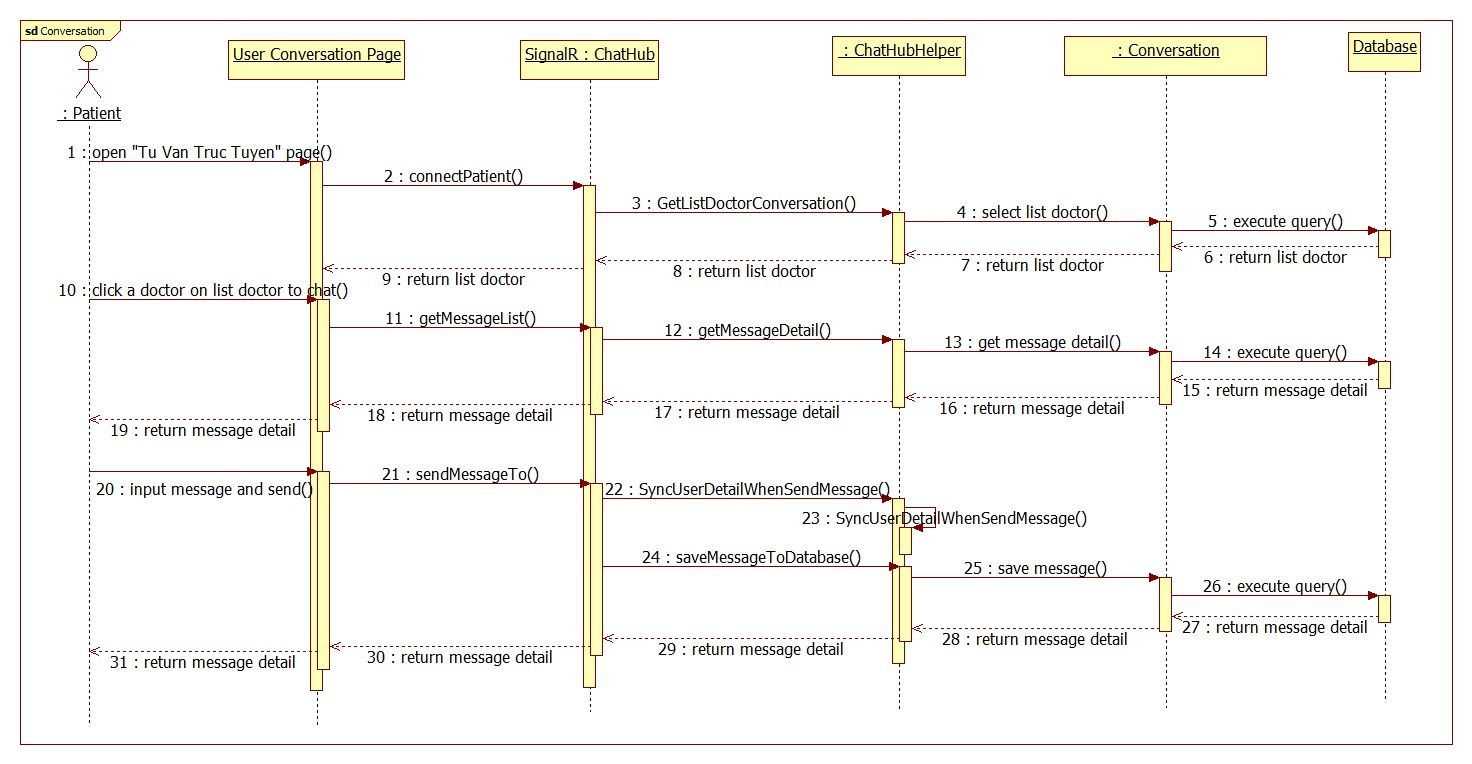 sd Conversation
: Patient
User Conversation Page
SignalR : ChatHub
: ChatHubHelper
: Conversation
Database
1 : open "Tu Van Truc Tuyen" page()
2 : connectPatient()
3 : GetListDoctorConversation()
4 : select list doctor()
5 : execute query()
6 : return list doctor
7 : return list doctor
8 : return list doctor
9 : return list doctor
10 : click a doctor on list doctor to chat()
11 : getMessageList()
12 : getMessageDetail()
13 : get message detail()
14 : execute query()
15 : return message detail
16 : return message detail
17 : return message detail
18 : return message detail
19 : return message detail
20 : input message and send()
21 : sendMessageTo()
22 : SyncUserDetailWhenSendMessage()
23 : SyncUserDetailWhenSendMessage()
24 : saveMessageToDatabase()
25 : save message()
26 : execute query()
27 : return message detail
28 : return message detail
29 : return message detail
30 : return message detail
31 : return message detail